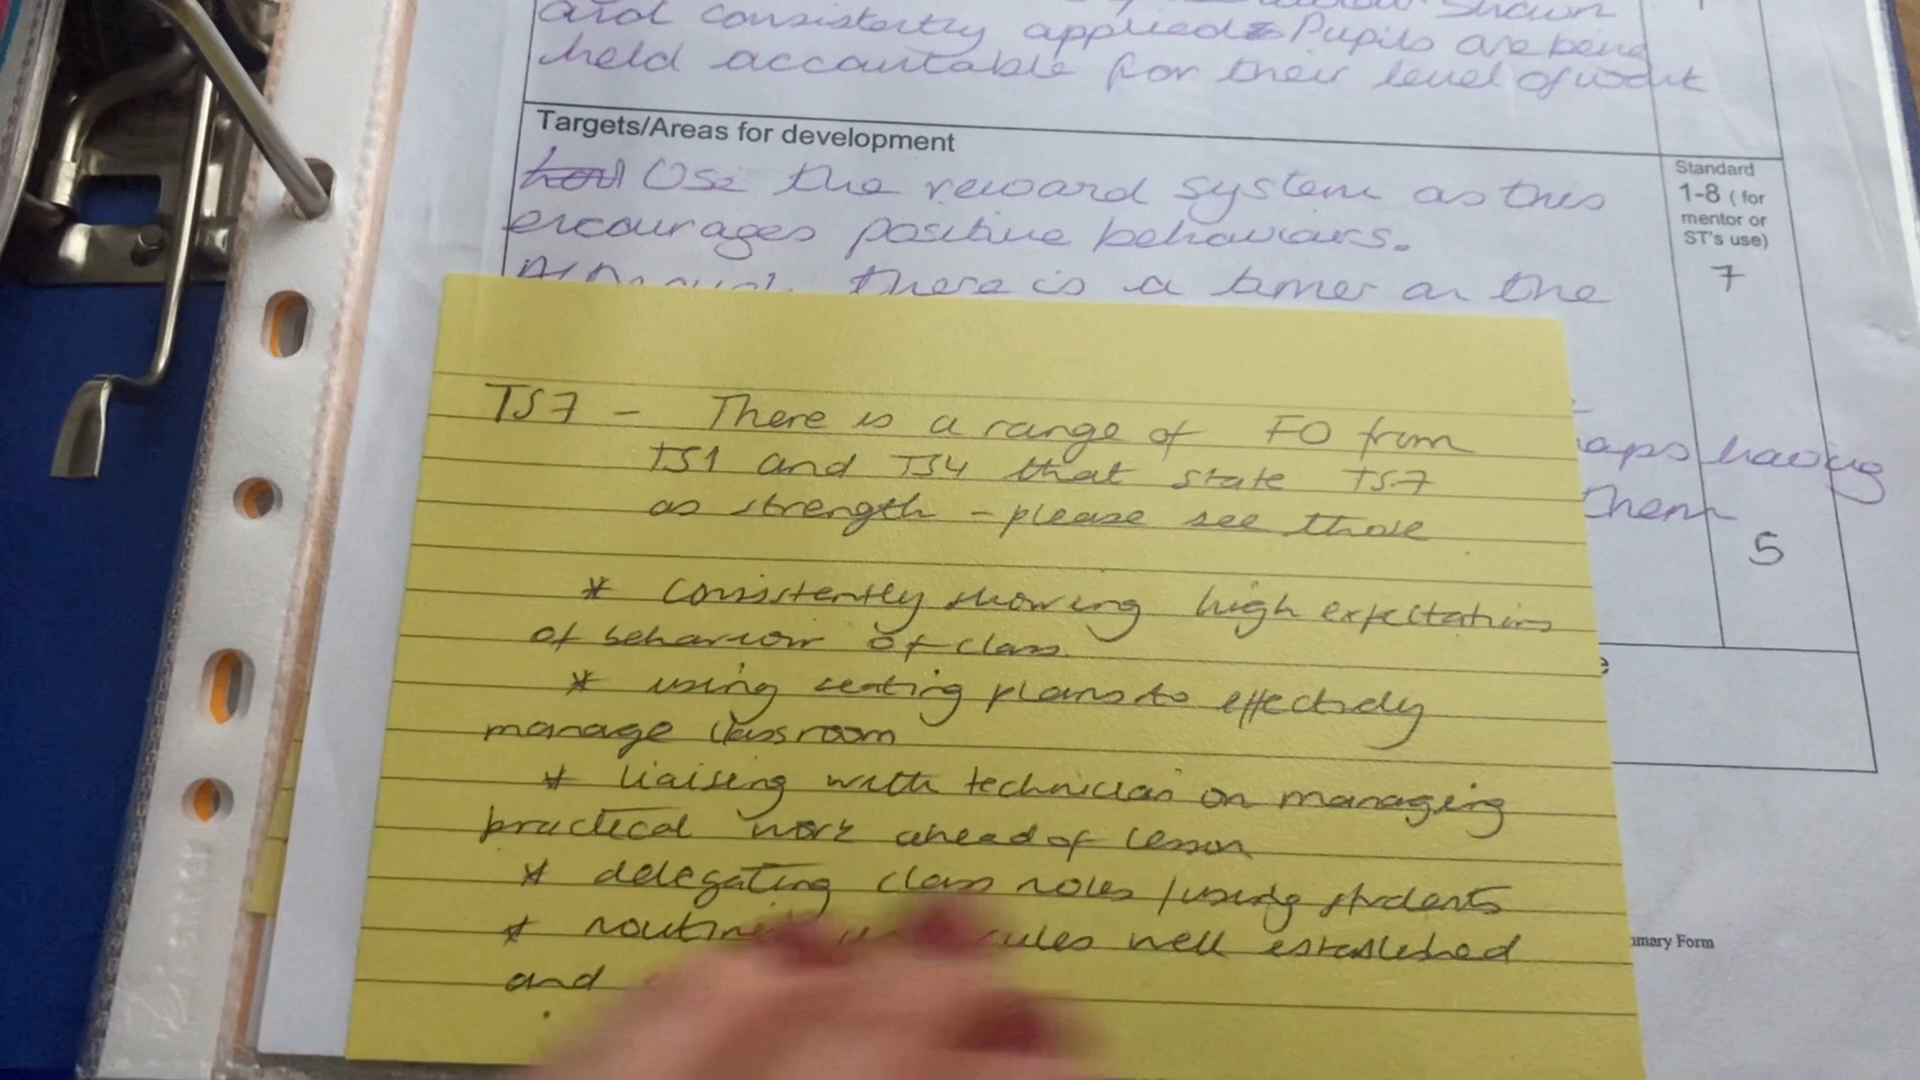 shown
and consistently applied. Pupils are being
held accountable for their level of work
Targets/Areas for development
Use the reward system as this
encourages positive behaviours.
Although there is a timer on the
Standard
1-8 ( for
mentor or
ST's use)
7
TS7 - There is a range of FO from
TS1 and TS4 that state TS7
as strength - please see those
* consistently showing high expectations
of behaviour of class.
* using seating plans to effectively
manage classroom
* liaising with technician on managing
practical work ahead of lesson
* delegating class roles / using students
* routines rules well established
and
having
them
5
mary Form